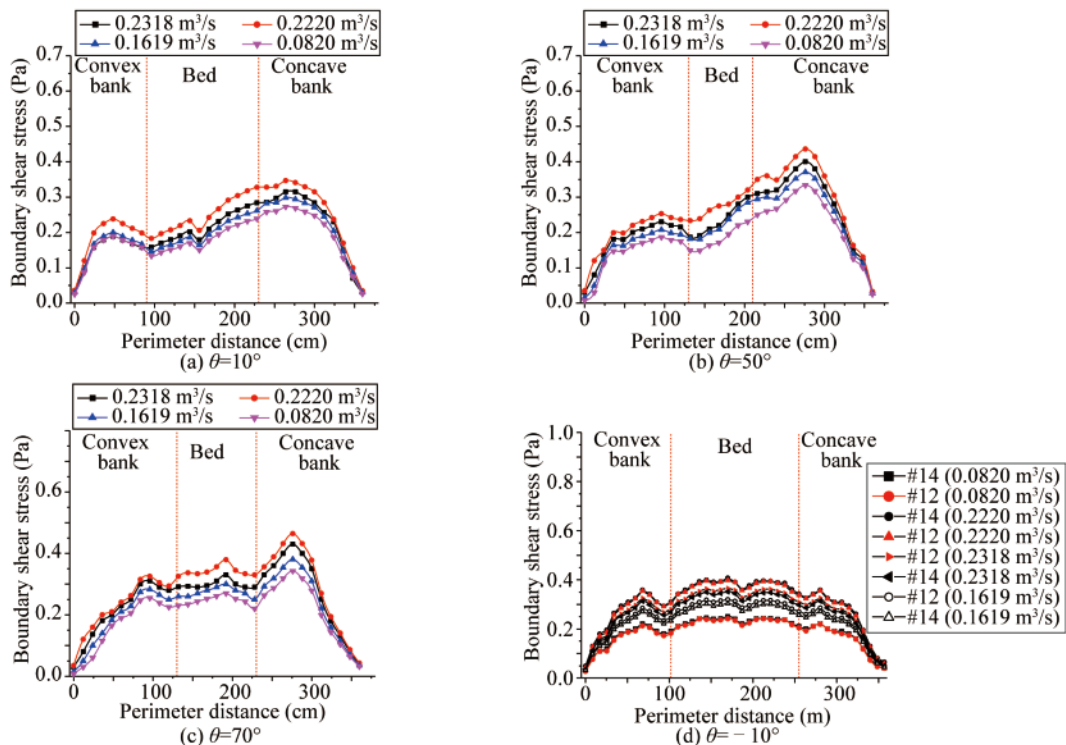 0.2318 m³/s 0.2220 m³/s
0.1619 m³/s 0.0820 m³/s
0.7
0.6
0.5
0.4
0.3
0.2
0.1
0.0
Boundary shear stress (Pa)
Convex
bank
Bed
Concave
bank
0 100 200 300
Perimeter distance (cm)
(a) θ=10°
0.2318 m³/s 0.2220 m³/s
0.1619 m³/s 0.0820 m³/s
0.7
0.6
0.5
0.4
0.3
0.2
0.1
0.0
Boundary shear stress (Pa)
Convex
bank
Bed
Concave
bank
0 100 200 300
Perimeter distance (cm)
(b) θ=50°
0.2318 m³/s 0.2220 m³/s
0.1619 m³/s 0.0820 m³/s
0.6
0.4
0.2
0.0
Boundary shear stress (Pa)
Convex
bank
Bed
Concave
bank
0 100 200 300
Perimeter distance (cm)
(c) θ=70°
1.0
0.8
0.6
0.4
0.2
0.0
Boundary shear stress (Pa)
Convex
bank
Bed
Concave
bank
#14 (0.0820 m³/s)
#12 (0.0820 m³/s)
#14 (0.2220 m³/s)
#12 (0.2220 m³/s)
#12 (0.2318 m³/s)
#14 (0.2318 m³/s)
#12 (0.1619 m³/s)
#14 (0.1619 m³/s)
0 100 200 300
Perimeter distance (m)
(d) θ= − 10°